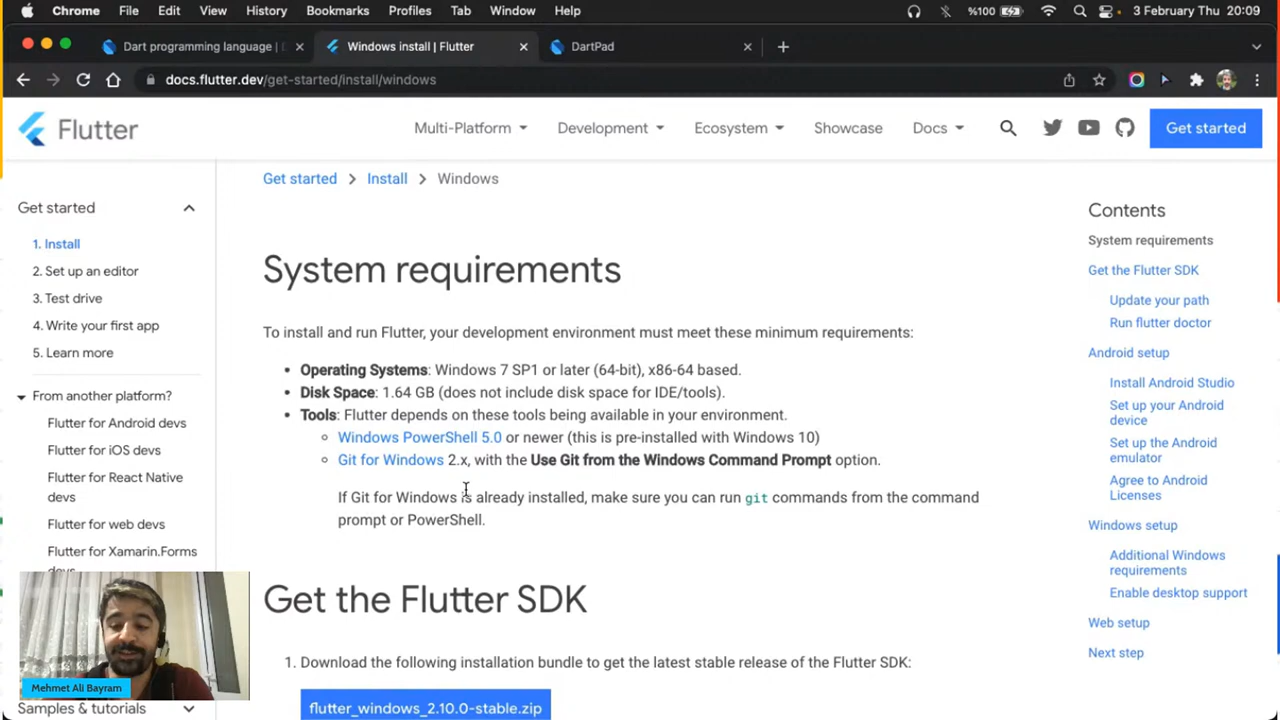 Chrome File Edit View History Bookmarks Profiles Tab Window Help %100 3 February Thu 20:09
Dart programming language | Windows install | Flutter DartPad
docs.flutter.dev/get-started/install/windows
Flutter Multi-Platform Development Ecosystem Showcase Docs Get started
Get started
1. Install
2. Set up an editor
3. Test drive
4. Write your first app
5. Learn more
From another platform?
Flutter for Android devs
Flutter for iOS devs
Flutter for React Native
devs
Flutter for web devs
Flutter for Xamarin.Forms
devs
Samples & tutorials
Mehmet Ali Bayram
Get started Install Windows
System requirements
To install and run Flutter, your development environment must meet these minimum requirements:
• Operating Systems: Windows 7 SP1 or later (64-bit), x86-64 based.
• Disk Space: 1.64 GB (does not include disk space for IDE/tools).
• Tools: Flutter depends on these tools being available in your environment.
◦ Windows PowerShell 5.0 or newer (this is pre-installed with Windows 10)
◦ Git for Windows 2.x, with the Use Git from the Windows Command Prompt option.
If Git for Windows is already installed, make sure you can run git commands from the command
prompt or PowerShell.
Get the Flutter SDK
1. Download the following installation bundle to get the latest stable release of the Flutter SDK:
flutter_windows_2.10.0-stable.zip
Contents
System requirements
Get the Flutter SDK
Update your path
Run flutter doctor
Android setup
Install Android Studio
Set up your Android
device
Set up the Android
emulator
Agree to Android
Licenses
Windows setup
Additional Windows
requirements
Enable desktop support
Web setup
Next step